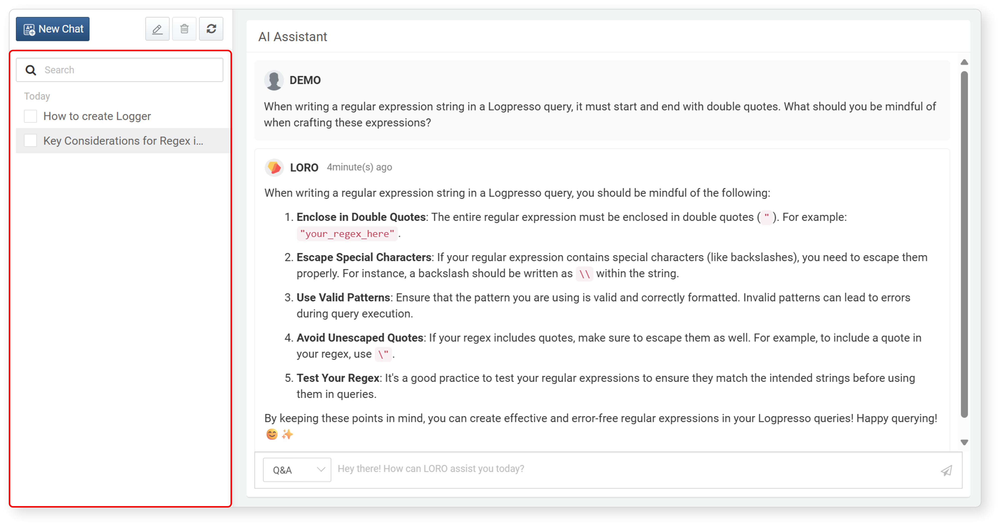 New Chat
Search
Today
How to create Logger
Key Considerations for Regex i...
AI Assistant
DEMO
When writing a regular expression string in a Logpresso query, it must start and end with double quotes. What should you be mindful of
when crafting these expressions?
LORO 4minute(s) ago
When writing a regular expression string in a Logpresso query, you should be mindful of the following:
1. Enclose in Double Quotes: The entire regular expression must be enclosed in double quotes ( " ). For example:
"your_regex_here" .
2. Escape Special Characters: If your regular expression contains special characters (like backslashes), you need to escape them
properly. For instance, a backslash should be written as \\ within the string.
3. Use Valid Patterns: Ensure that the pattern you are using is valid and correctly formatted. Invalid patterns can lead to errors
during query execution.
4. Avoid Unescaped Quotes: If your regex includes quotes, make sure to escape them as well. For example, to include a quote in
your regex, use \" .
5. Test Your Regex: It's a good practice to test your regular expressions to ensure they match the intended strings before using
them in queries.
By keeping these points in mind, you can create effective and error-free regular expressions in your Logpresso queries! Happy querying!
😊 ✨
Q&A Hey there! How can LORO assist you today?